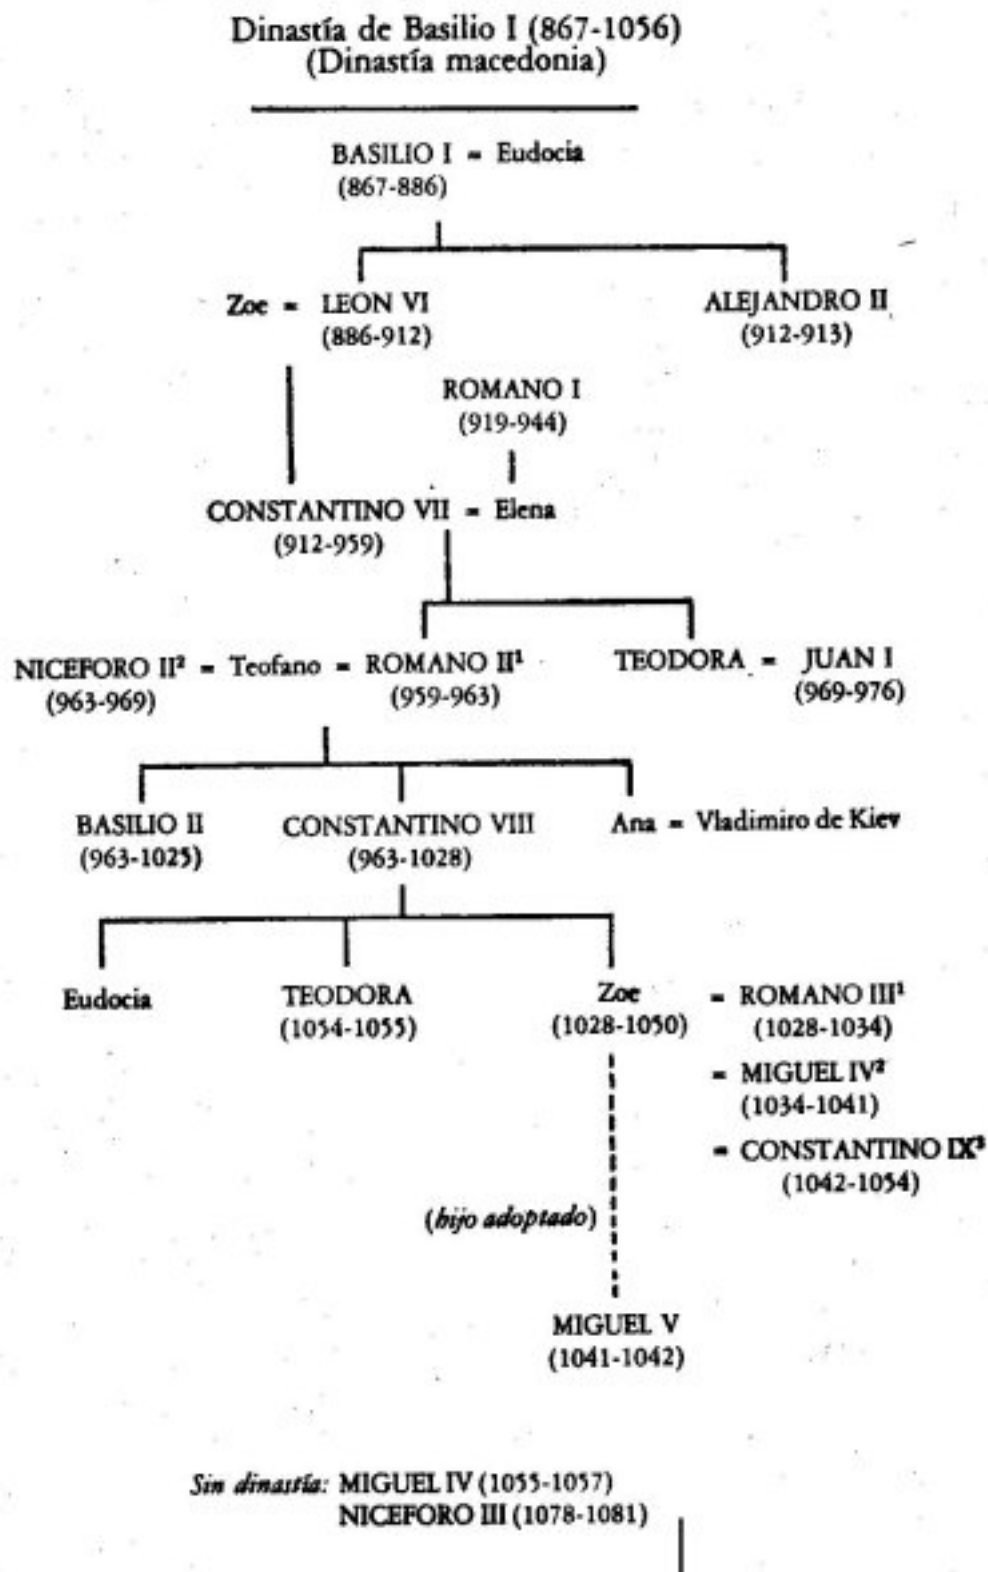 Dinastía de Basilio I (867-1056)
(Dinastía macedonia)
BASILIO I = Eudocia
(867-886)
Zoe = LEON VI ALEJANDRO II
(886-912) (912-913)
ROMANO I
(919-944)
CONSTANTINO VII = Elena
(912-959)
NICEFORO II² = Teofano = ROMANO II¹ TEODORA = JUAN I
(963-969) (959-963) (969-976)
BASILIO II CONSTANTINO VIII Ana = Vladimiro de Kiev
(963-1025) (963-1028)
Eudocia TEODORA Zoe = ROMANO III¹
(1054-1055) (1028-1050) (1028-1034)
= MIGUEL IV²
(1034-1041)
= CONSTANTINO IX³
(1042-1054)
(hijo adoptado)
MIGUEL V
(1041-1042)
Sin dinastía: MIGUEL IV (1055-1057)
NICEFORO III (1078-1081)